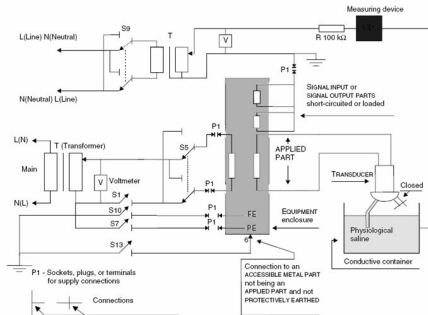 Measuring device
S9
L(Line) N(Neutral)
T
R 100 kΩ
V
P1
N(Neutral) L(Line)
SIGNAL INPUT or
SIGNAL OUTPUT PARTS
short-circuited or loaded
P1
L(N)
T (Transformer)
S5
APPLIED
PART
TRANSDUCER
Main
Closed
V
Voltmeter
P1
S1
N(L)
S10
P1
FE
EQUIPMENT
enclosure
Physiological
saline
S7
P1
PE
6
S13
Conductive container
P1 - Sockets, plugs, or terminals
for supply connections
Connection to an
ACCESSIBLE METAL PART
not being an
APPLIED PART and not
PROTECTIVELY EARTHED
Connections